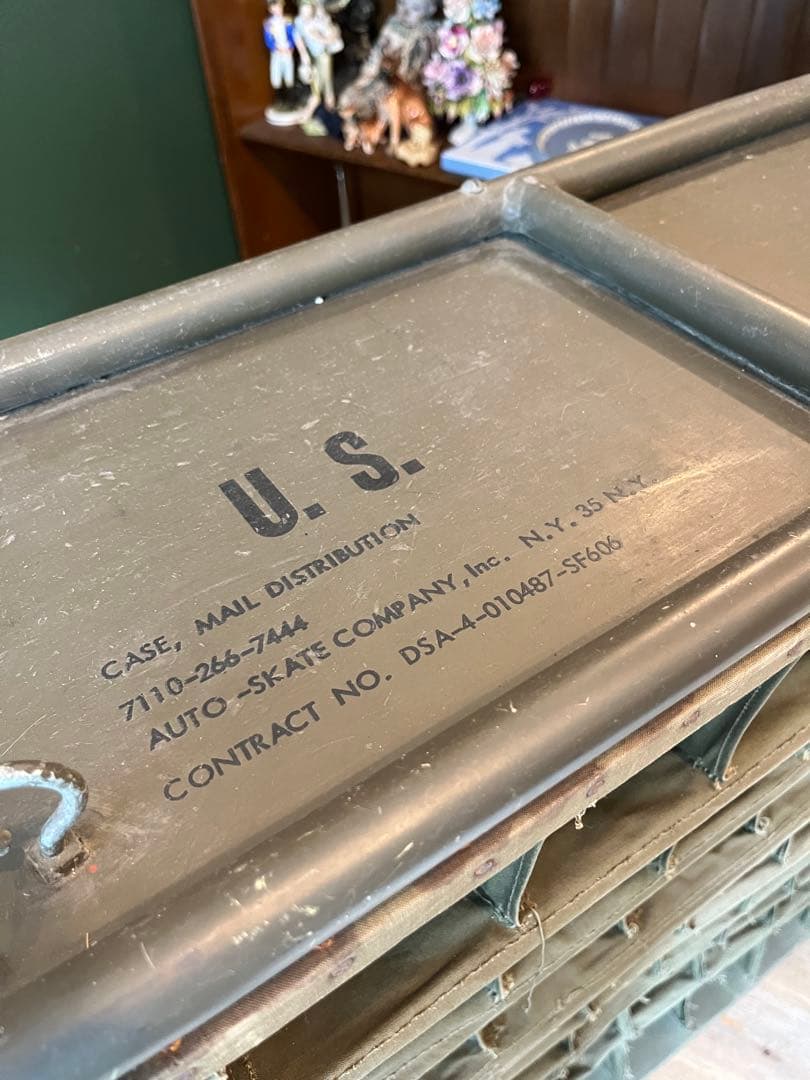 U. S.
CASE, MAIL DISTRIBUTION
7110-266-7444
AUTO-SKATE COMPANY, Inc. N.Y. 35 N.Y.
CONTRACT NO. DSA-4-010487-SF606